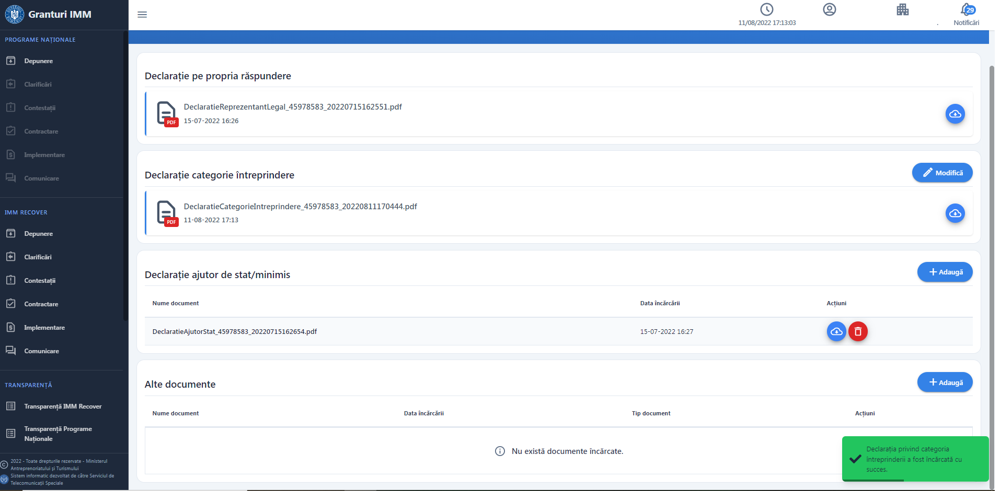 Granturi IMM
11/08/2022 17:13:03
29
.
Notificări
PROGRAME NAȚIONALE
Depunere
Clarificări
Contestații
Contractare
Implementare
Comunicare
IMM RECOVER
Depunere
Clarificări
Contestații
Contractare
Implementare
Comunicare
TRANSPARENȚĂ
Transparență IMM Recover
Transparență Programe
Naționale
2022 - Toate drepturile rezervate - Ministerul
Antreprenoriatului și Turismului
Sistem informatic dezvoltat de către Serviciul de
Telecomunicații Speciale
Declarație pe propria răspundere
PDF
DeclaratieReprezentantLegal_45978583_20220715162551.pdf
15-07-2022 16:26
Declarație categorie întreprindere
Modifică
PDF
DeclaratieCategorieIntreprindere_45978583_20220811170444.pdf
11-08-2022 17:13
Declarație ajutor de stat/minimis
Adaugă
Nume document Data încărcării Acțiuni
DeclaratieAjutorStat_45978583_20220715162654.pdf 15-07-2022 16:27
Alte documente
Adaugă
Nume document Data încărcării Tip document Acțiuni
Nu există documente încărcate.
Declarația privind categoria
întreprinderii a fost încărcată cu
succes.